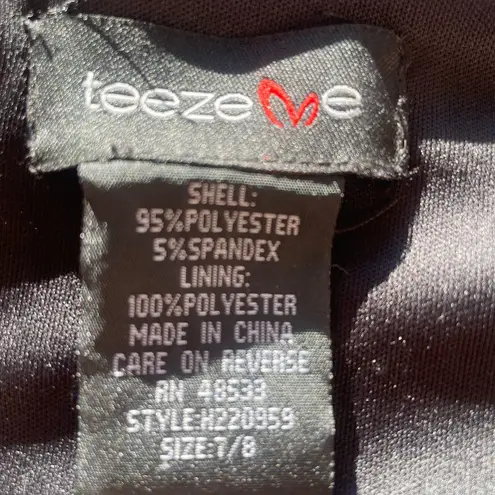 teezeMe
SHELL:
95%POLYESTER
5%SPANDEX
LINING:
100%POLYESTER
MADE IN CHINA
CARE ON REVERSE
RN 48533
STYLE:H220959
SIZE:7/8